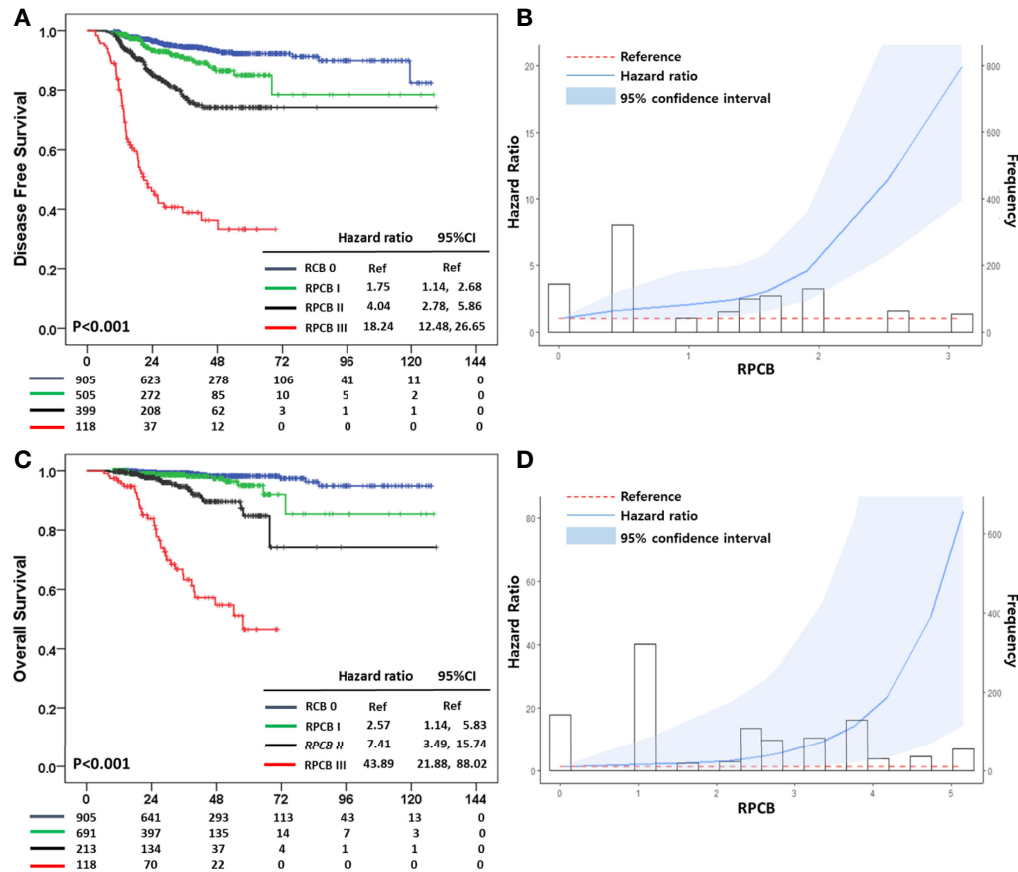 A
1.0
0.8
0.6
0.4
0.2
0.0
Disease Free Survival
Hazard ratio 95%CI
RCB 0 Ref Ref
RPCB I 1.75 1.14, 2.68
RPCB II 4.04 2.78, 5.86
RPCB III 18.24 12.48, 26.65
P<0.001
0 24 48 72 96 120 144
905 623 278 106 41 11 0
505 272 85 10 5 2 0
399 208 62 3 1 1 0
118 37 12 0 0 0 0
B
Reference
Hazard ratio
95% confidence interval
20
15
10
5
0
Hazard Ratio
800
600
400
200
0
Frequency
0 1 2 3
RPCB
C
1.0
0.8
0.6
0.4
0.2
0.0
Overall Survival
Hazard ratio 95%CI
RCB 0 Ref Ref
RPCB I 2.57 1.14, 5.83
RPCB II 7.41 3.49, 15.74
RPCB III 43.89 21.88, 88.02
P<0.001
0 24 48 72 96 120 144
905 641 293 113 43 13 0
691 397 135 14 7 3 0
213 134 37 4 1 1 0
118 70 22 0 0 0 0
D
Reference
Hazard ratio
95% confidence interval
80
60
40
20
0
Hazard Ratio
600
400
200
0
Frequency
0 1 2 3 4 5
RPCB